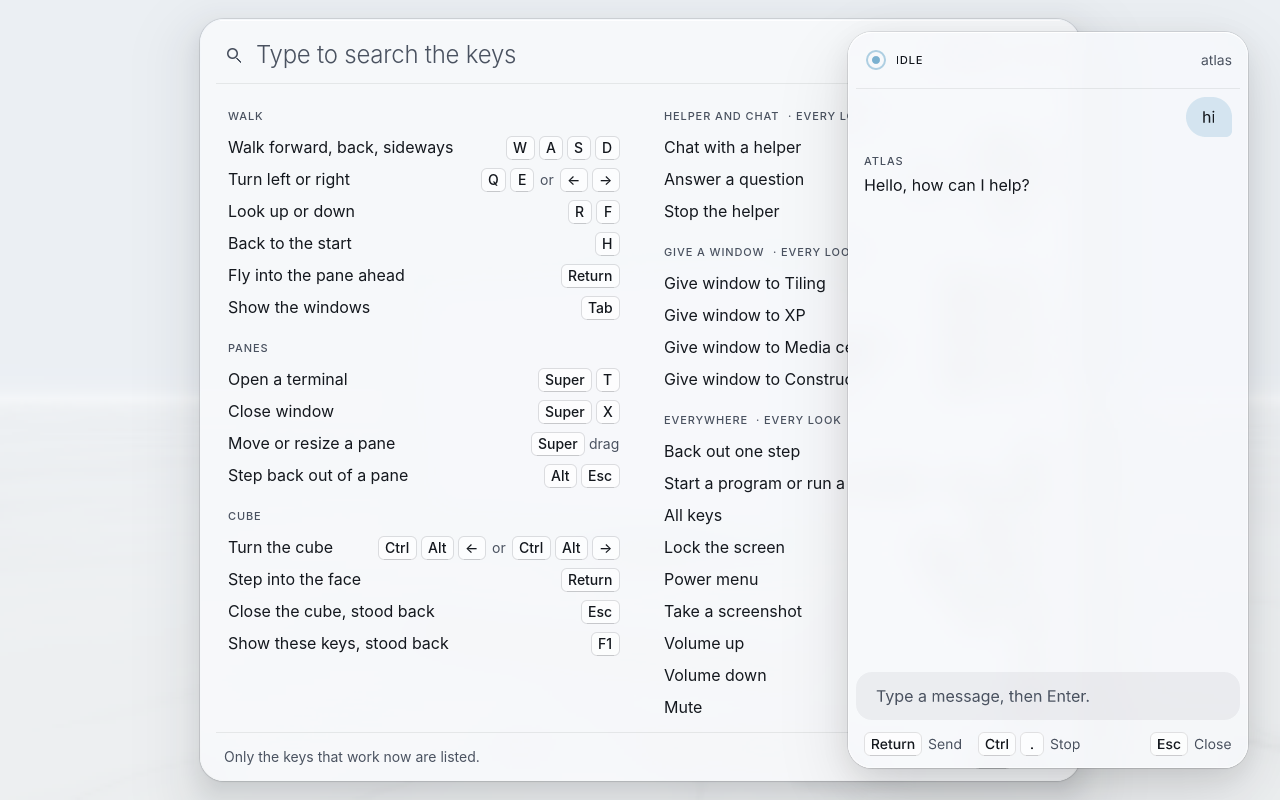 Type to search the keys
WALK
Walk forward, back, sideways W A S D
Turn left or right Q E or ← →
Look up or down R F
Back to the start H
Fly into the pane ahead Return
Show the windows Tab
PANES
Open a terminal Super T
Close window Super X
Move or resize a pane Super drag
Step back out of a pane Alt Esc
CUBE
Turn the cube Ctrl Alt ← or Ctrl Alt →
Step into the face Return
Close the cube, stood back Esc
Show these keys, stood back F1
HELPER AND CHAT · EVERY
Chat with a helper
Answer a question
Stop the helper
GIVE A WINDOW · EVERY
Give window to Tiling
Give window to XP
Give window to Media
Give window to
EVERYWHERE · EVERY LOOK
Back out one step
Start a program or run a
All keys
Lock the screen
Power menu
Take a screenshot
Volume up
Volume down
Mute
Only the keys that work now are listed.
IDLE atlas
hi
ATLAS
Hello, how can I help?
Type a message, then Enter.
Return Send Ctrl . Stop Esc Close